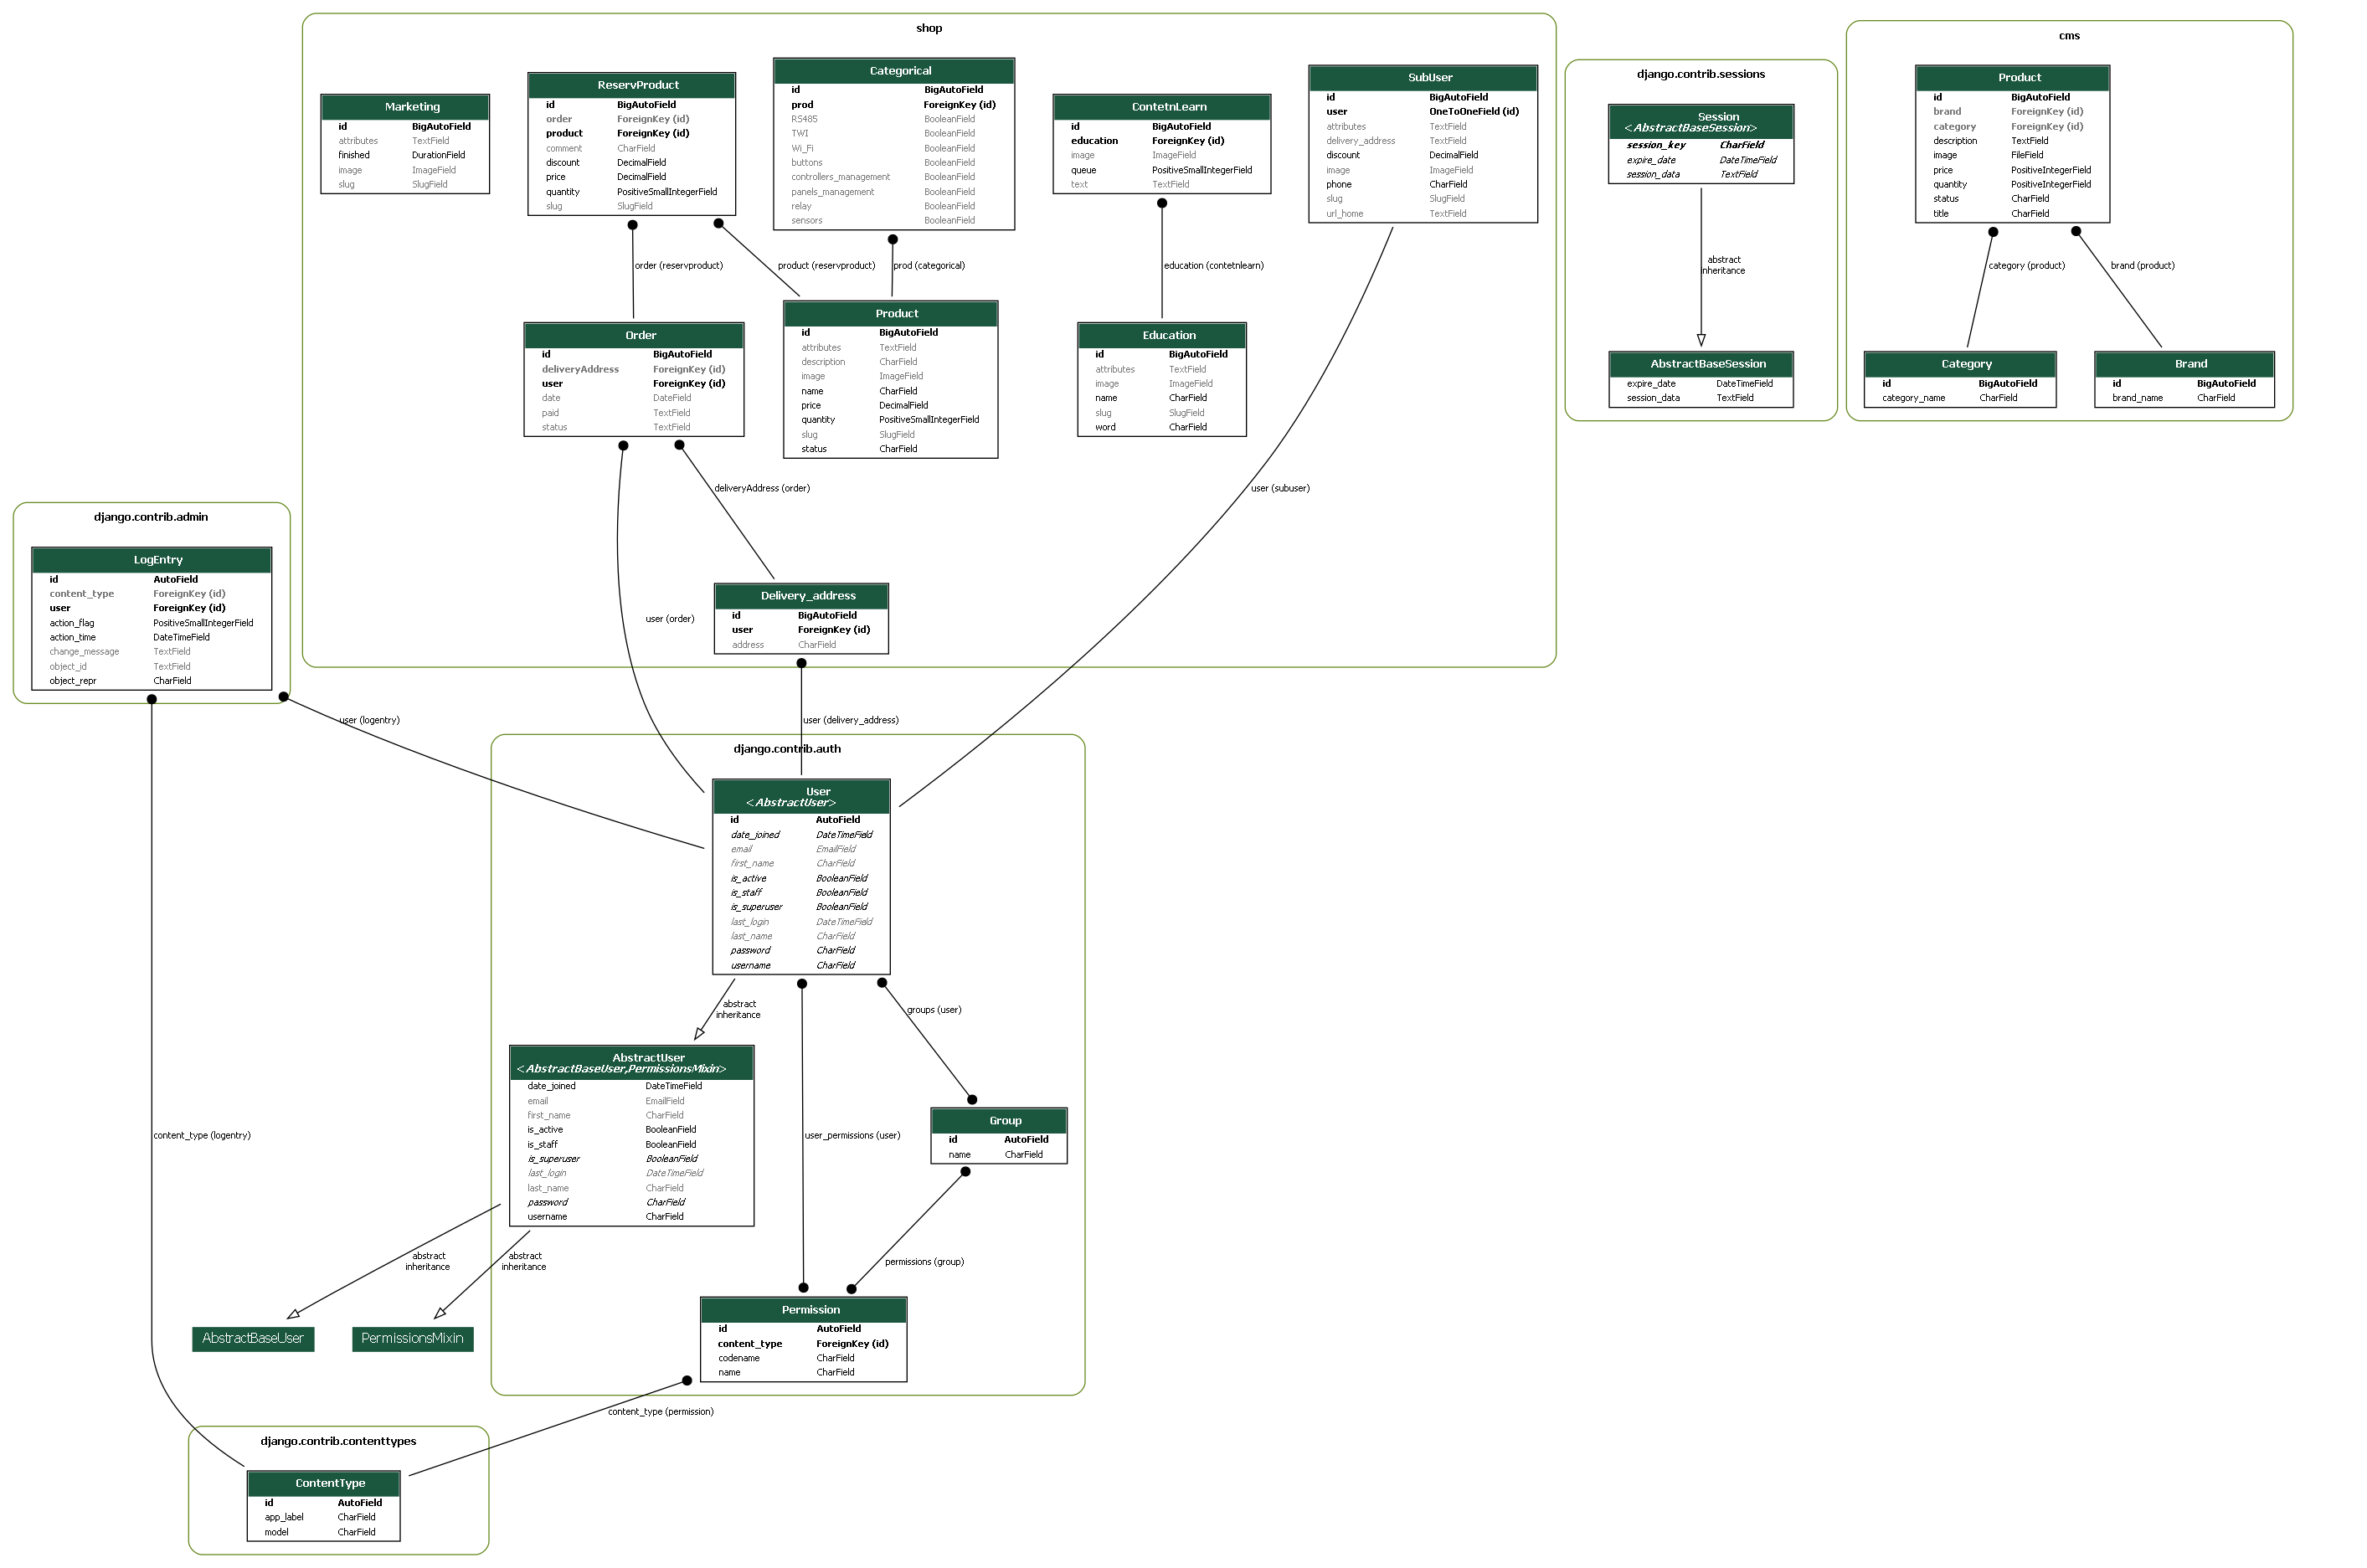 shop
Marketing
id BigAutoField
attributes TextField
finished DurationField
image ImageField
slug SlugField
ReservProduct
id BigAutoField
order ForeignKey (id)
product ForeignKey (id)
comment CharField
discount DecimalField
price DecimalField
quantity PositiveSmallIntegerField
slug SlugField
Categorical
id BigAutoField
prod ForeignKey (id)
RS485 BooleanField
TWI BooleanField
Wi_Fi BooleanField
buttons BooleanField
controllers_management BooleanField
panels_management BooleanField
relay BooleanField
sensors BooleanField
ContetnLearn
id BigAutoField
education ForeignKey (id)
image ImageField
queue PositiveSmallIntegerField
text TextField
SubUser
id BigAutoField
user OneToOneField (id)
attributes TextField
delivery_address TextField
discount DecimalField
image ImageField
phone CharField
slug SlugField
url_home TextField
order (reservproduct)
product (reservproduct)
prod (categorical)
education (contetnlearn)
Order
id BigAutoField
deliveryAddress ForeignKey (id)
user ForeignKey (id)
date DateField
paid TextField
status TextField
Product
id BigAutoField
attributes TextField
description CharField
image ImageField
name CharField
price DecimalField
quantity PositiveSmallIntegerField
slug SlugField
status CharField
Education
id BigAutoField
attributes TextField
image ImageField
name CharField
slug SlugField
word CharField
deliveryAddress (order)
user (subuser)
user (order)
Delivery_address
id BigAutoField
user ForeignKey (id)
address CharField
django.contrib.sessions
Session
<AbstractBaseSession>
session_key CharField
expire_date DateTimeField
session_data TextField
abstract
inheritance
AbstractBaseSession
expire_date DateTimeField
session_data TextField
cms
Product
id BigAutoField
brand ForeignKey (id)
category ForeignKey (id)
description TextField
image FileField
price PositiveIntegerField
quantity PositiveIntegerField
status CharField
title CharField
category (product)
brand (product)
Category
id BigAutoField
category_name CharField
Brand
id BigAutoField
brand_name CharField
django.contrib.admin
LogEntry
id AutoField
content_type ForeignKey (id)
user ForeignKey (id)
action_flag PositiveSmallIntegerField
action_time DateTimeField
change_message TextField
object_id TextField
object_repr CharField
user (logentry)
user (delivery_address)
django.contrib.auth
User
<AbstractUser>
id AutoField
date_joined DateTimeField
email EmailField
first_name CharField
is_active BooleanField
is_staff BooleanField
is_superuser BooleanField
last_login DateTimeField
last_name CharField
password CharField
username CharField
abstract
inheritance
groups (user)
AbstractUser
<AbstractBaseUser,PermissionsMixin>
date_joined DateTimeField
email EmailField
first_name CharField
is_active BooleanField
is_staff BooleanField
is_superuser BooleanField
last_login DateTimeField
last_name CharField
password CharField
username CharField
content_type (logentry)
user_permissions (user)
Group
id AutoField
name CharField
abstract
inheritance
abstract
inheritance
permissions (group)
AbstractBaseUser
PermissionsMixin
Permission
id AutoField
content_type ForeignKey (id)
codename CharField
name CharField
content_type (permission)
django.contrib.contenttypes
ContentType
id AutoField
app_label CharField
model CharField